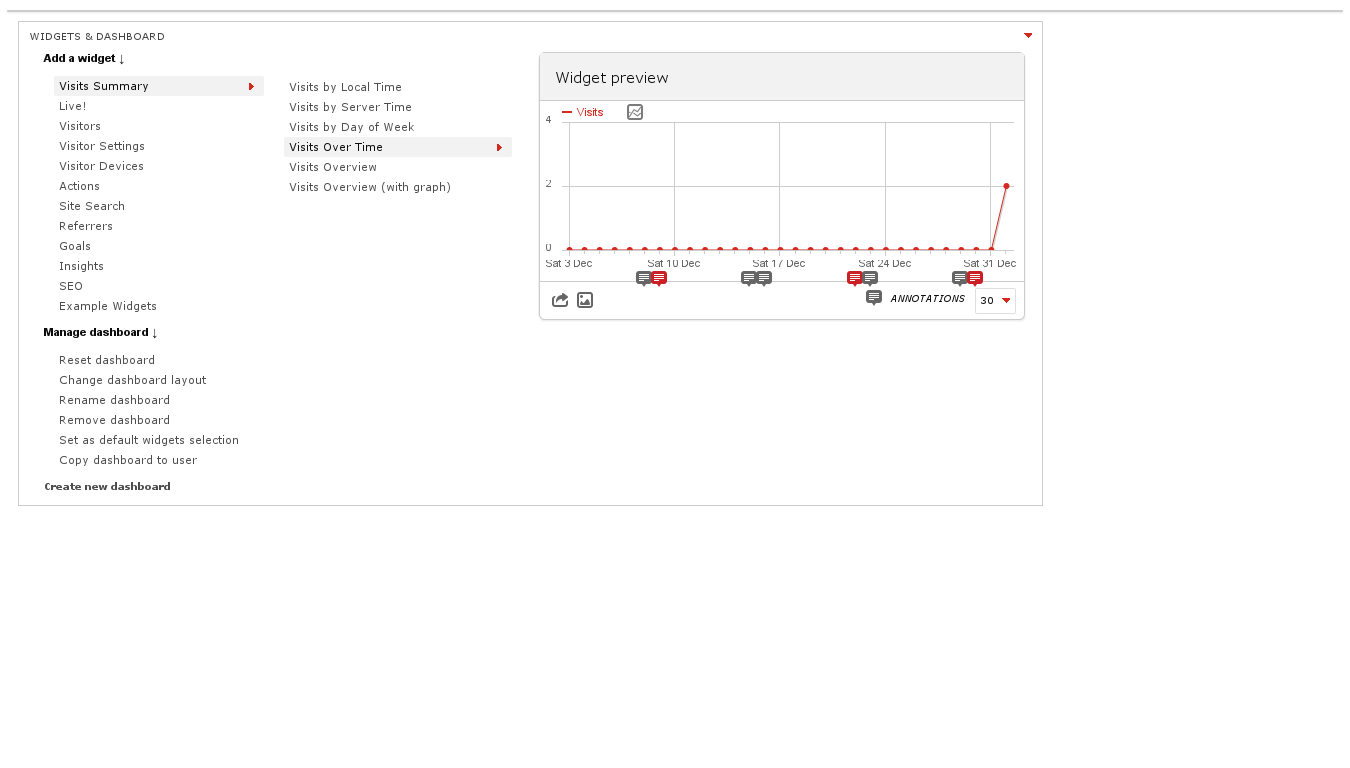 WIDGETS & DASHBOARD
Add a widget ↓
Visits Summary
Live!
Visitors
Visitor Settings
Visitor Devices
Actions
Site Search
Referrers
Goals
Insights
SEO
Example Widgets
Manage dashboard ↓
Reset dashboard
Change dashboard layout
Rename dashboard
Remove dashboard
Set as default widgets selection
Copy dashboard to user
Create new dashboard
Visits by Local Time
Visits by Server Time
Visits by Day of Week
Visits Over Time
Visits Overview
Visits Overview (with graph)
Widget preview
Visits
4
2
0
Sat 3 Dec Sat 10 Dec Sat 17 Dec Sat 24 Dec Sat 31 Dec
ANNOTATIONS 30